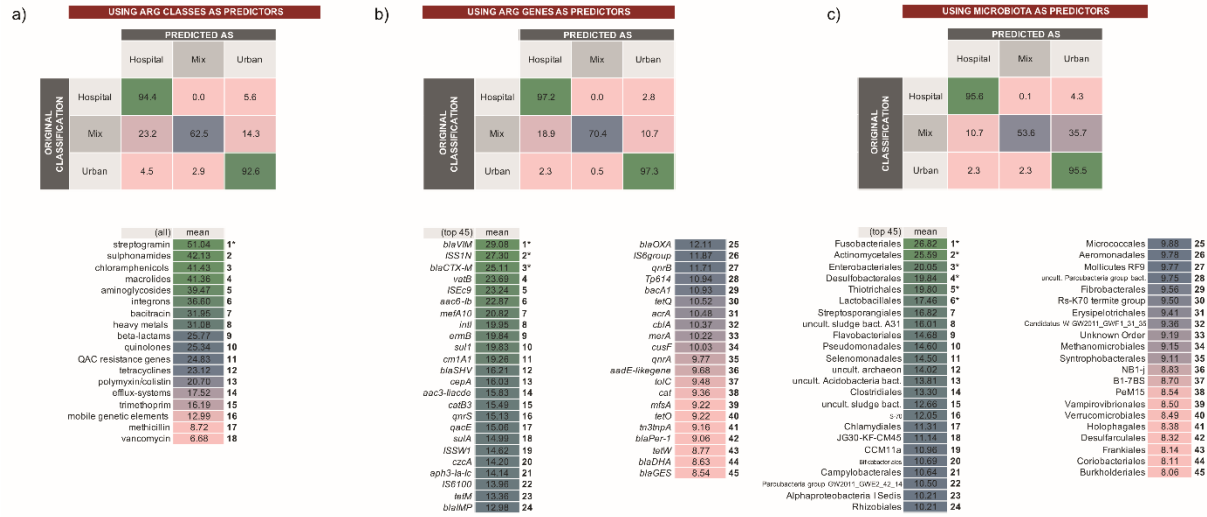 a)
USING ARG CLASSES AS PREDICTORS
PREDICTED AS
Hospital Mix Urban
ORIGINAL CLASSIFICATION
Hospital 94.4 0.0 5.6
Mix 23.2 62.5 14.3
Urban 4.5 2.9 92.6
(all) mean
streptogramin 51.04 1*
sulphonamides 42.13 2
chloramphenicols 41.43 3
macrolides 41.36 4
aminoglycosides 39.47 5
integrons 36.60 6
bacitracin 31.95 7
heavy metals 31.08 8
beta-lactams 25.77 9
quinolones 25.34 10
QAC resistance genes 24.83 11
tetracyclines 23.12 12
polymyxin/colistin 20.70 13
offlux-systems 17.52 14
trimethoprim 16.19 15
mobile genetic elements 12.99 16
methicillin 8.72 17
vancomycin 6.68 18
b)
USING ARG GENES AS PREDICTORS
PREDICTED AS
Hospital Mix Urban
ORIGINAL CLASSIFICATION
Hospital 97.2 0.0 2.8
Mix 18.9 70.4 10.7
Urban 2.3 0.5 97.3
(top 45) mean
blaVIM 29.08 1*
ISS1N 27.30 2*
blaCTX-M 25.11 3*
vatB 23.69 4
ISEc9 23.24 5
aac6-Ib 22.87 6
mefA10 20.82 7
intI 19.95 8
ermB 19.84 9
sul1 19.83 10
cm1A1 19.28 11
blaSHV 16.21 12
cepA 16.03 13
aac3-Iiacde 15.83 14
catB3 15.49 15
qnrS 15.13 16
qacE 15.06 17
sulA 14.99 18
ISSW1 14.62 19
czcA 14.20 20
aph3-Ia-Ic 14.14 21
IS6100 13.96 22
tetM 13.36 23
blaIMP 12.98 24
blaOXA 12.11 25
IS6group 11.87 26
qnrB 11.71 27
Tp614 10.94 28
bacA1 10.93 29
tetQ 10.52 30
acrA 10.48 31
cblA 10.37 32
merA 10.22 33
cusF 10.03 34
qnrA 9.77 35
aadE-likegene 9.68 36
tolC 9.48 37
cat 9.36 38
mfsA 9.22 39
tetO 9.22 40
tn3tnpA 9.16 41
blaPer-1 9.06 42
tetW 8.77 43
blaDHA 8.63 44
blaGES 8.54 45
c)
USING MICROBIOTA AS PREDICTORS
PREDICTED AS
Hospital Mix Urban
ORIGINAL CLASSIFICATION
Hospital 95.6 0.1 4.3
Mix 10.7 53.6 35.7
Urban 2.3 2.3 95.5
(top 45) mean
Fusobacteriales 26.82 1*
Actinomycetales 25.59 2*
Enterobacteriales 20.05 3*
Desulfobacterales 19.84 4*
Thiotrichales 19.80 5*
Lactobacillales 17.46 6*
Streptosporangiales 16.82 7
uncult. sludge bact. A31 16.01 8
Flavobacteriales 14.68 9
Pseudomonadales 14.60 10
Selenomonadales 14.50 11
uncult. archaeon 14.02 12
uncult. Acidobacteria bact. 13.81 13
Clostridiales 13.30 14
uncult. sludge bact. 12.66 15
S-70 12.05 16
Chlamydiales 11.31 17
JG30-KF-CM45 11.14 18
CCM11a 10.96 19
Bifidobacteriales 10.69 20
Campylobacterales 10.64 21
Parcubacteria group GW2011_GWE2_42_14 10.50 22
Alphaproteobacteria I Sedis 10.21 23
Rhizobiales 10.21 24
Micrococcales 9.88 25
Aeromonadales 9.78 26
Mollicutes RF9 9.77 27
uncult. Parcubacteria group bact. 9.75 28
Fibrobacterales 9.56 29
Rs-K70 termite group 9.50 30
Erysipelotrichales 9.41 31
Candidatus W GW2011_GWF1_31_35 9.36 32
Unknown Order 9.19 33
Methanomicrobiales 9.15 34
Syntrophobacterales 9.11 35
NB1-j 8.83 36
B1-7BS 8.70 37
PeM15 8.54 38
Vampirovibrionales 8.50 39
Verrucomicrobiales 8.49 40
Holophagales 8.38 41
Desulfarculales 8.32 42
Frankiales 8.14 43
Coriobacteriales 8.11 44
Burkholderiales 8.06 45